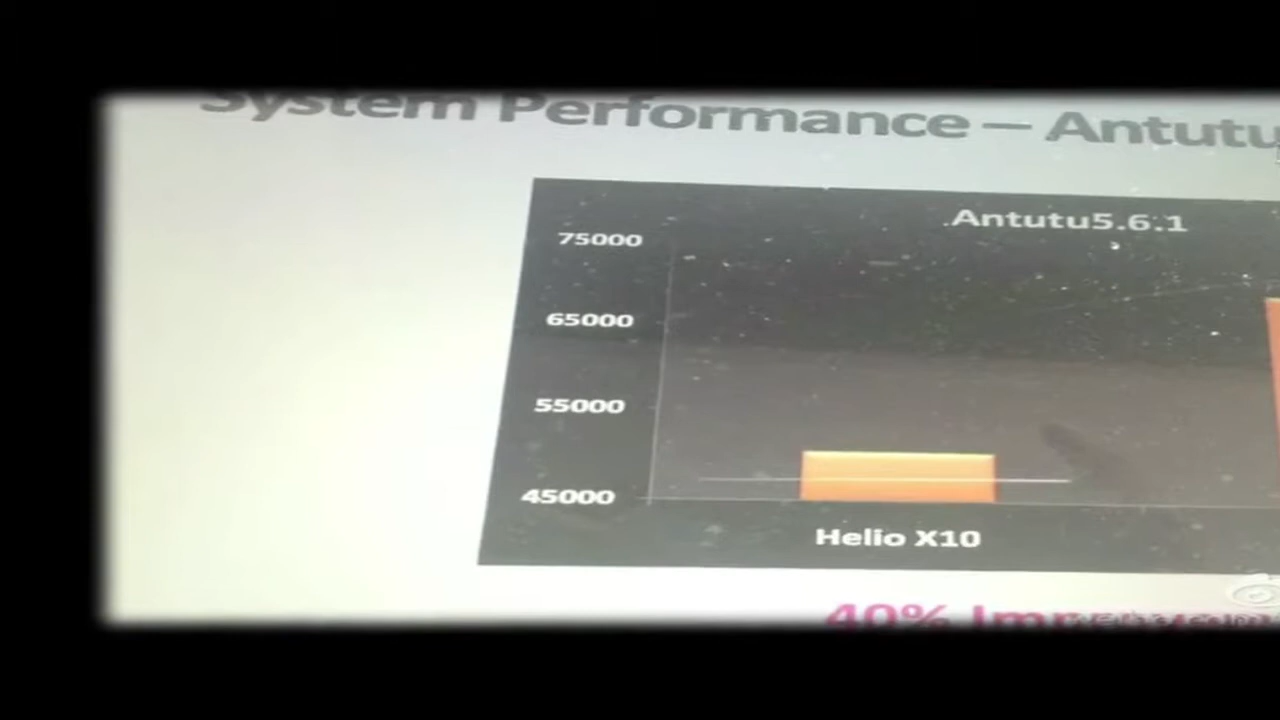 System Performance – Antutu
Antutu5.6.1
75000
65000
55000
45000
Helio X10
40%